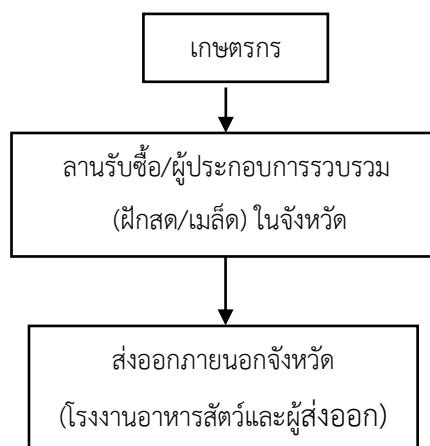 เกษตรกร
ลานรับซื้อ/ผู้ประกอบการรวบรวม
(ฝักสด/เมล็ด) ในจังหวัด
ส่งออกภายนอกจังหวัด
(โรงงานอาหารสัตว์และผู้ส่งออก)